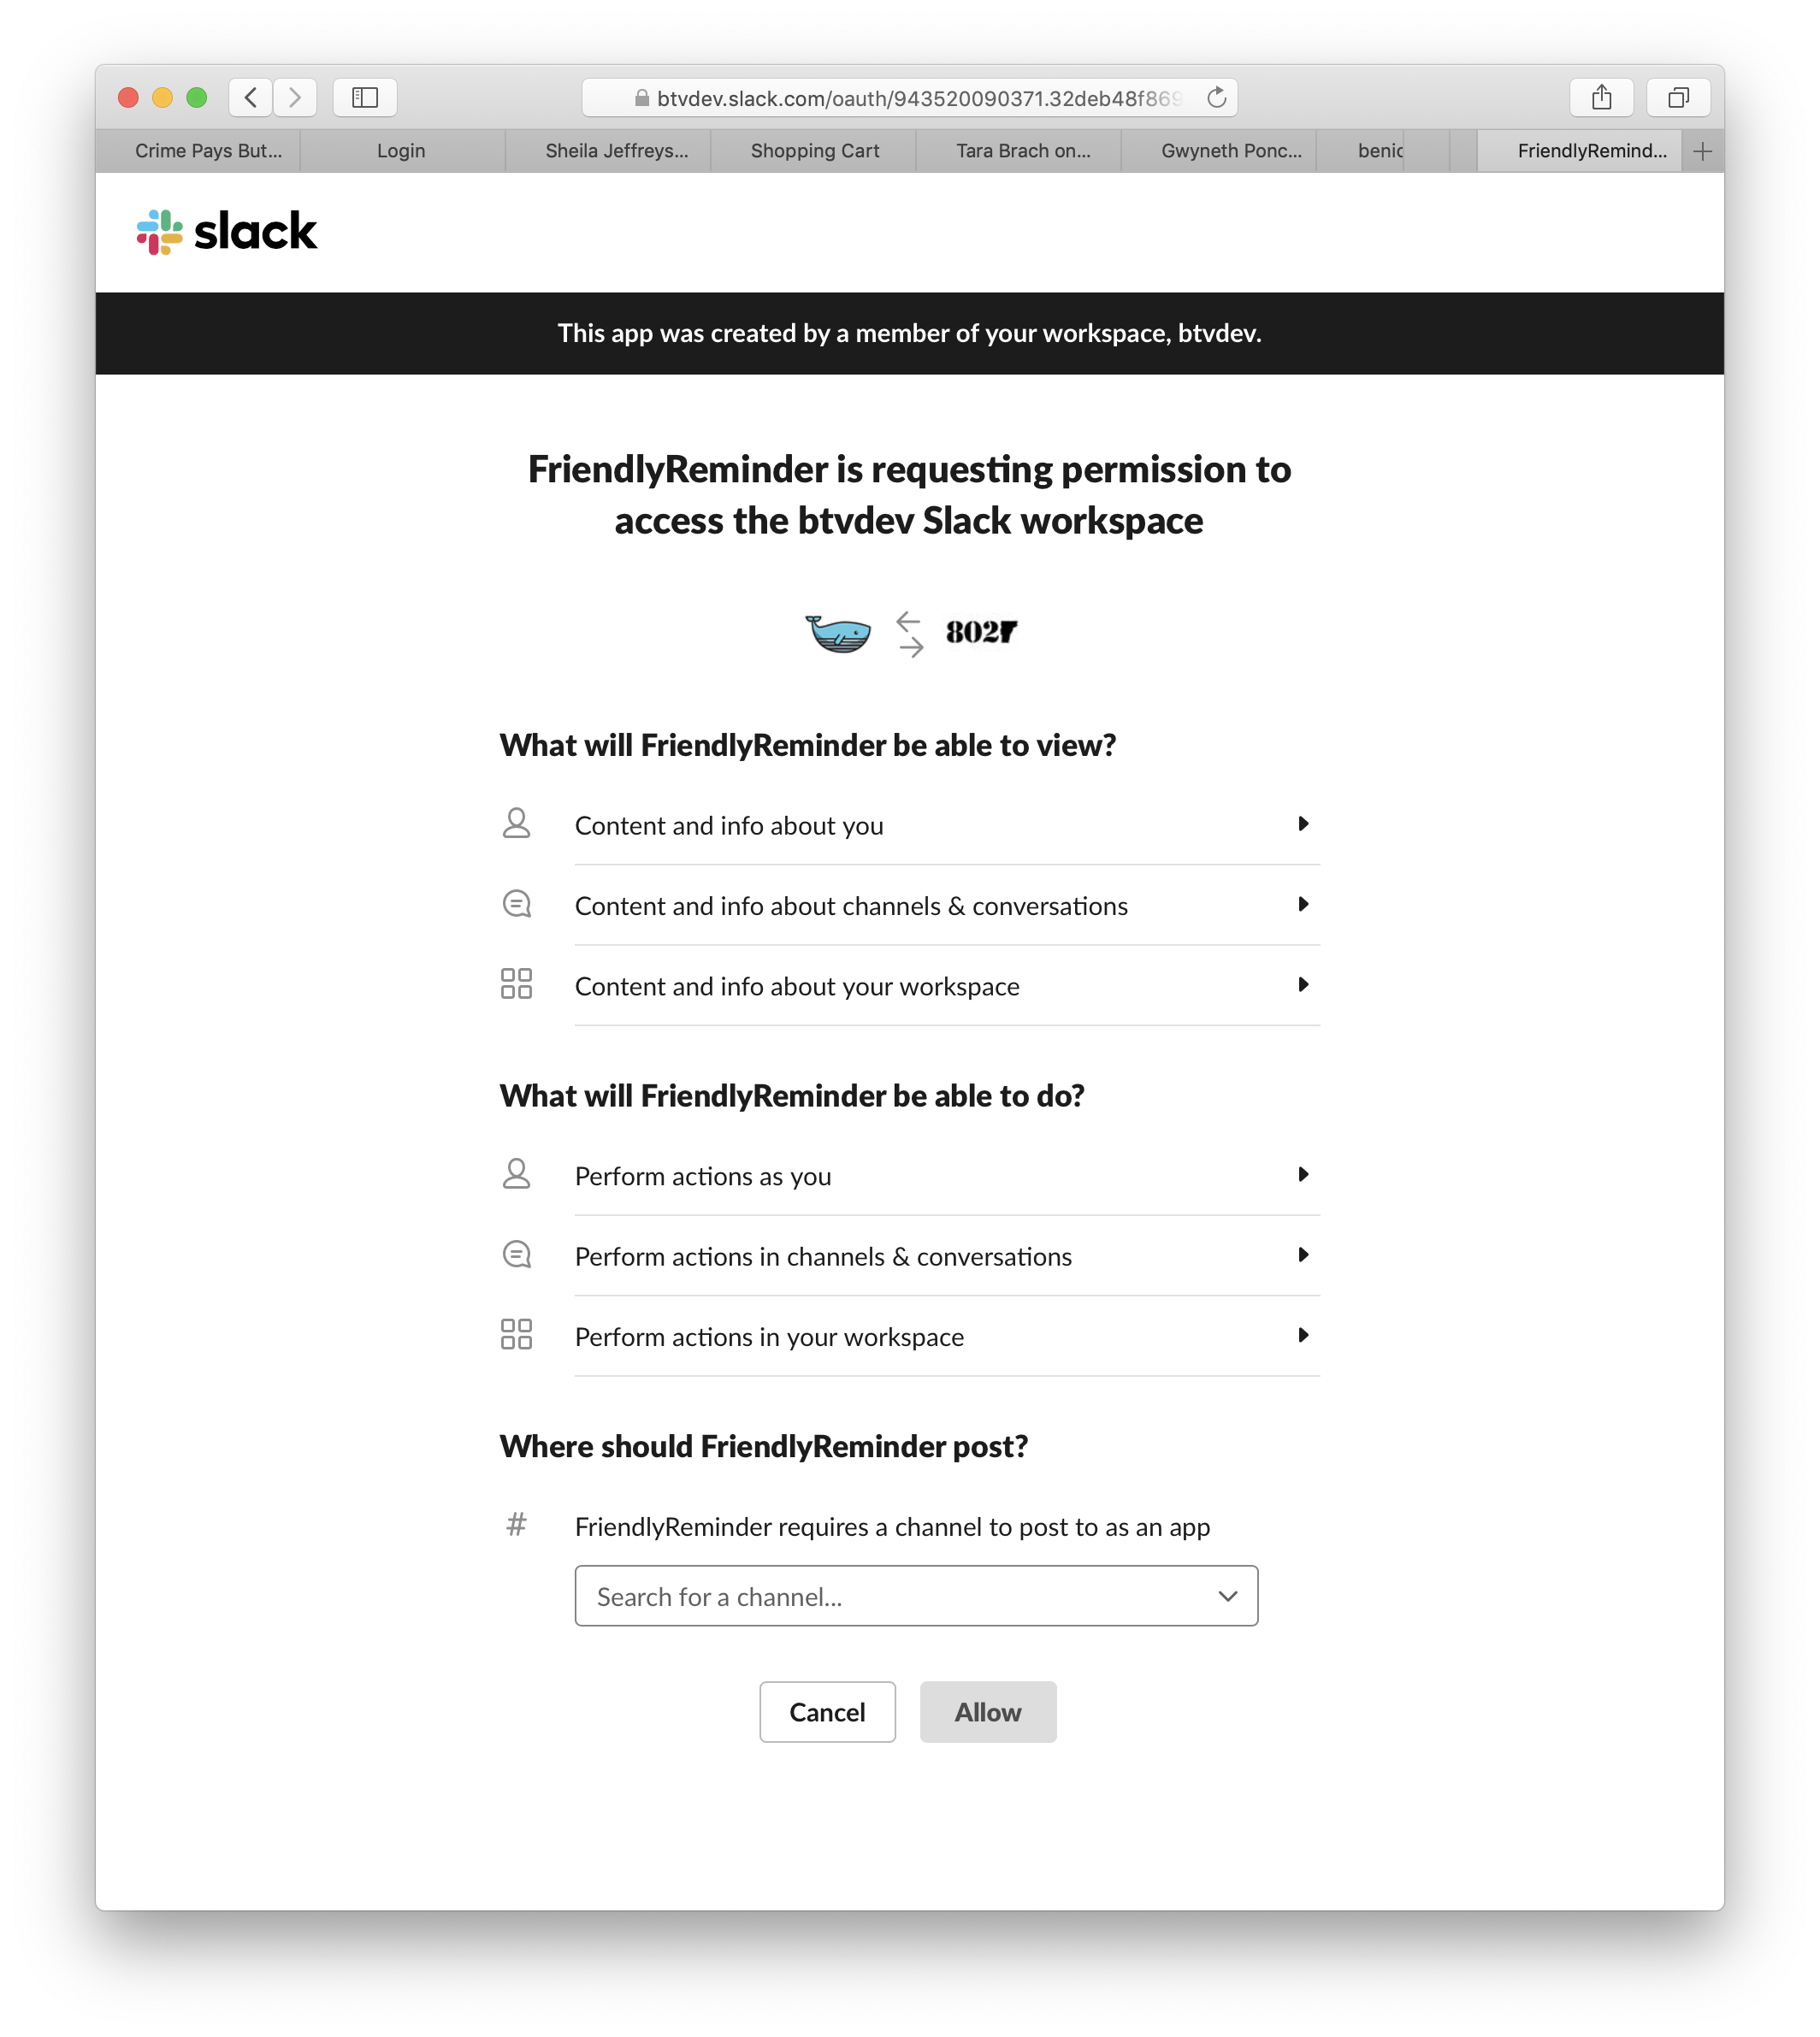 btvdev.slack.com/oauth/943520090371.32deb48f869
Crime Pays But...
Login
Sheila Jeffreys...
Shopping Cart
Tara Brach on...
Gwyneth Ponc...
benic
FriendlyRemind...
slack
This app was created by a member of your workspace, btvdev.
FriendlyReminder is requesting permission to
access the btvdev Slack workspace
802
What will FriendlyReminder be able to view?
Content and info about you
Content and info about channels & conversations
Content and info about your workspace
What will FriendlyReminder be able to do?
Perform actions as you
Perform actions in channels & conversations
Perform actions in your workspace
Where should FriendlyReminder post?
# FriendlyReminder requires a channel to post to as an app
Search for a channel...
Cancel
Allow